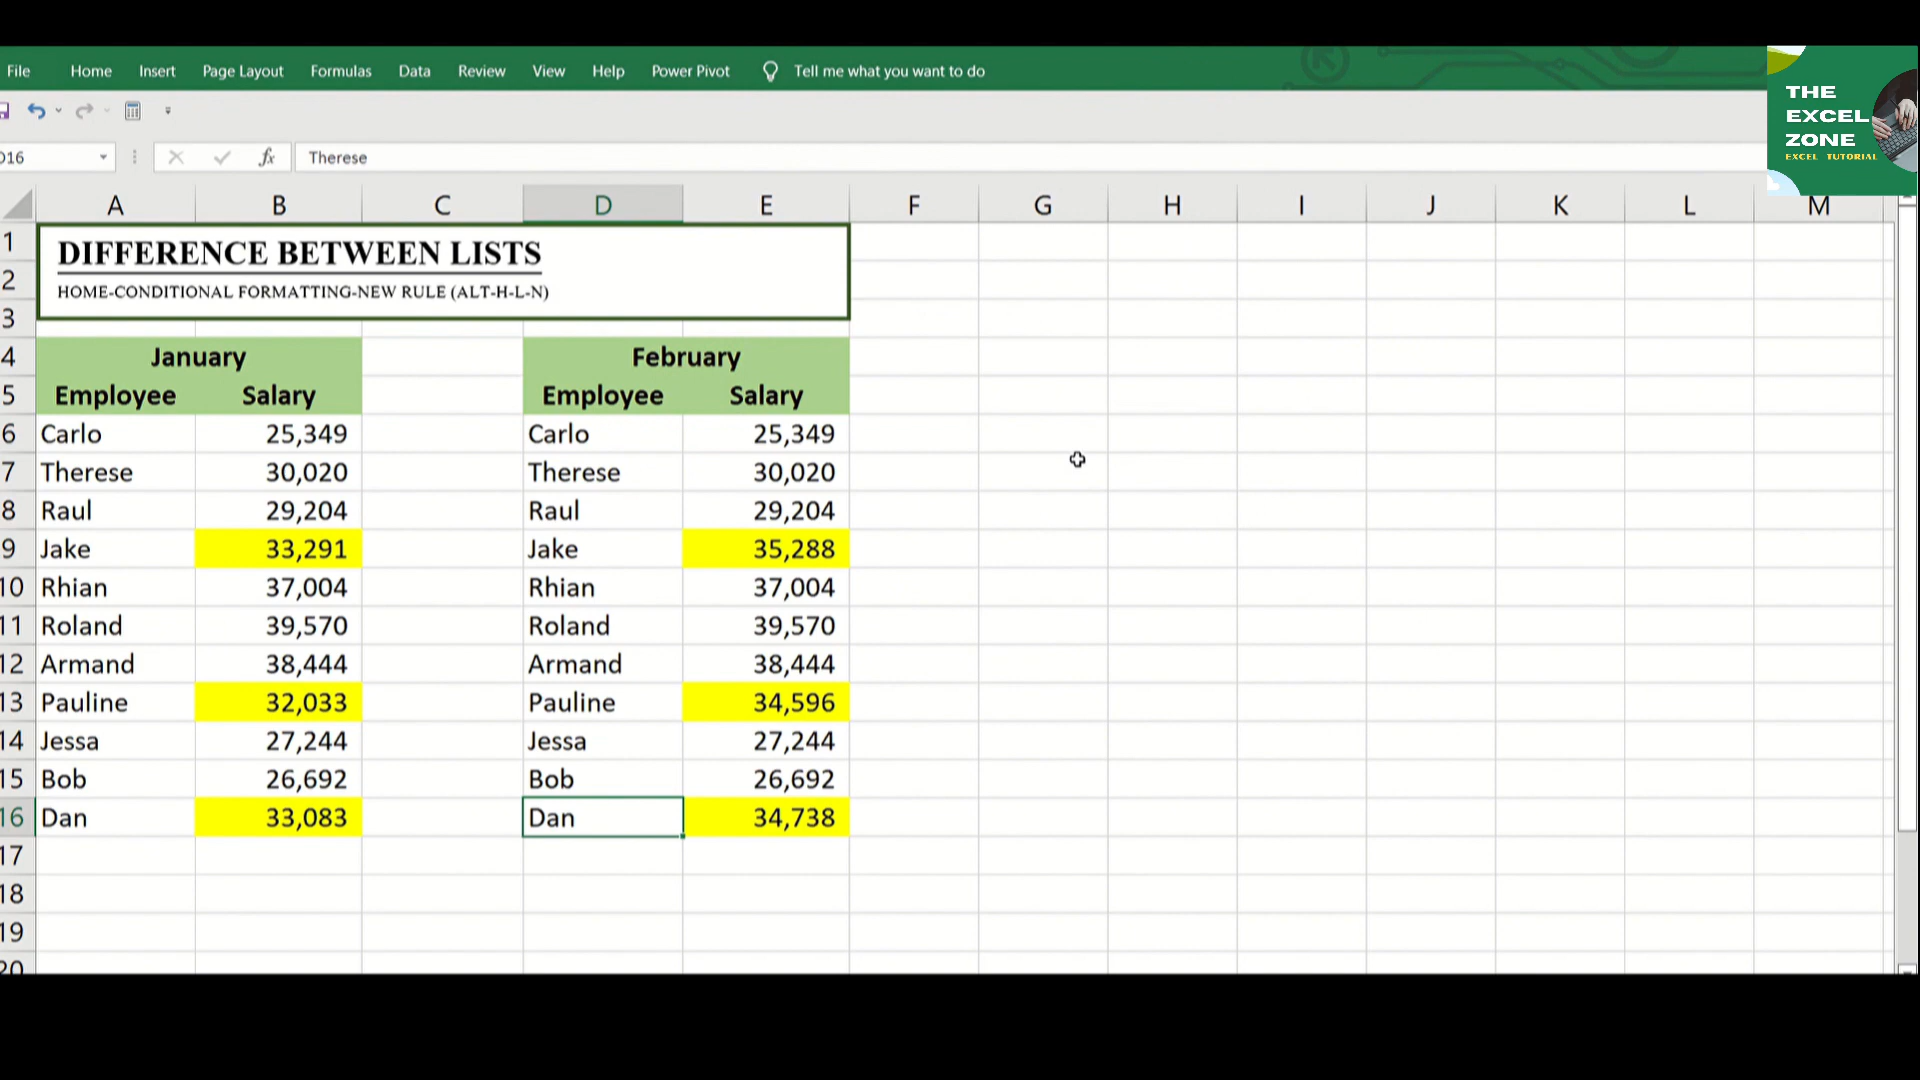 THE
EXCEL
ZONE
EXCEL TUTORIAL
File Home Insert Page Layout Formulas Data Review View Help Power Pivot Tell me what you want to do
D16 fx Therese
A B C D E F G H I J K L M
1 DIFFERENCE BETWEEN LISTS
2 HOME-CONDITIONAL FORMATTING-NEW RULE (ALT-H-L-N)
3
4 January February
5 Employee Salary Employee Salary
6 Carlo 25,349 Carlo 25,349
7 Therese 30,020 Therese 30,020
8 Raul 29,204 Raul 29,204
9 Jake 33,291 Jake 35,288
10 Rhian 37,004 Rhian 37,004
11 Roland 39,570 Roland 39,570
12 Armand 38,444 Armand 38,444
13 Pauline 32,033 Pauline 34,596
14 Jessa 27,244 Jessa 27,244
15 Bob 26,692 Bob 26,692
16 Dan 33,083 Dan 34,738
17
18
19
20